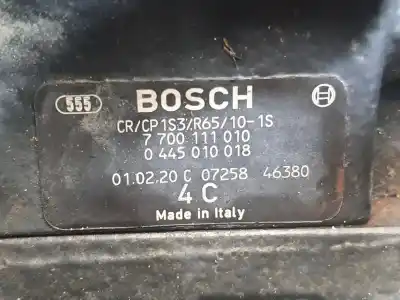 555 BOSCH
CR/CP1S3/R65/10-1S
7 700 111 010
0 445 010 018
01.02.20 C 07258 46380
4 C
Made in Italy